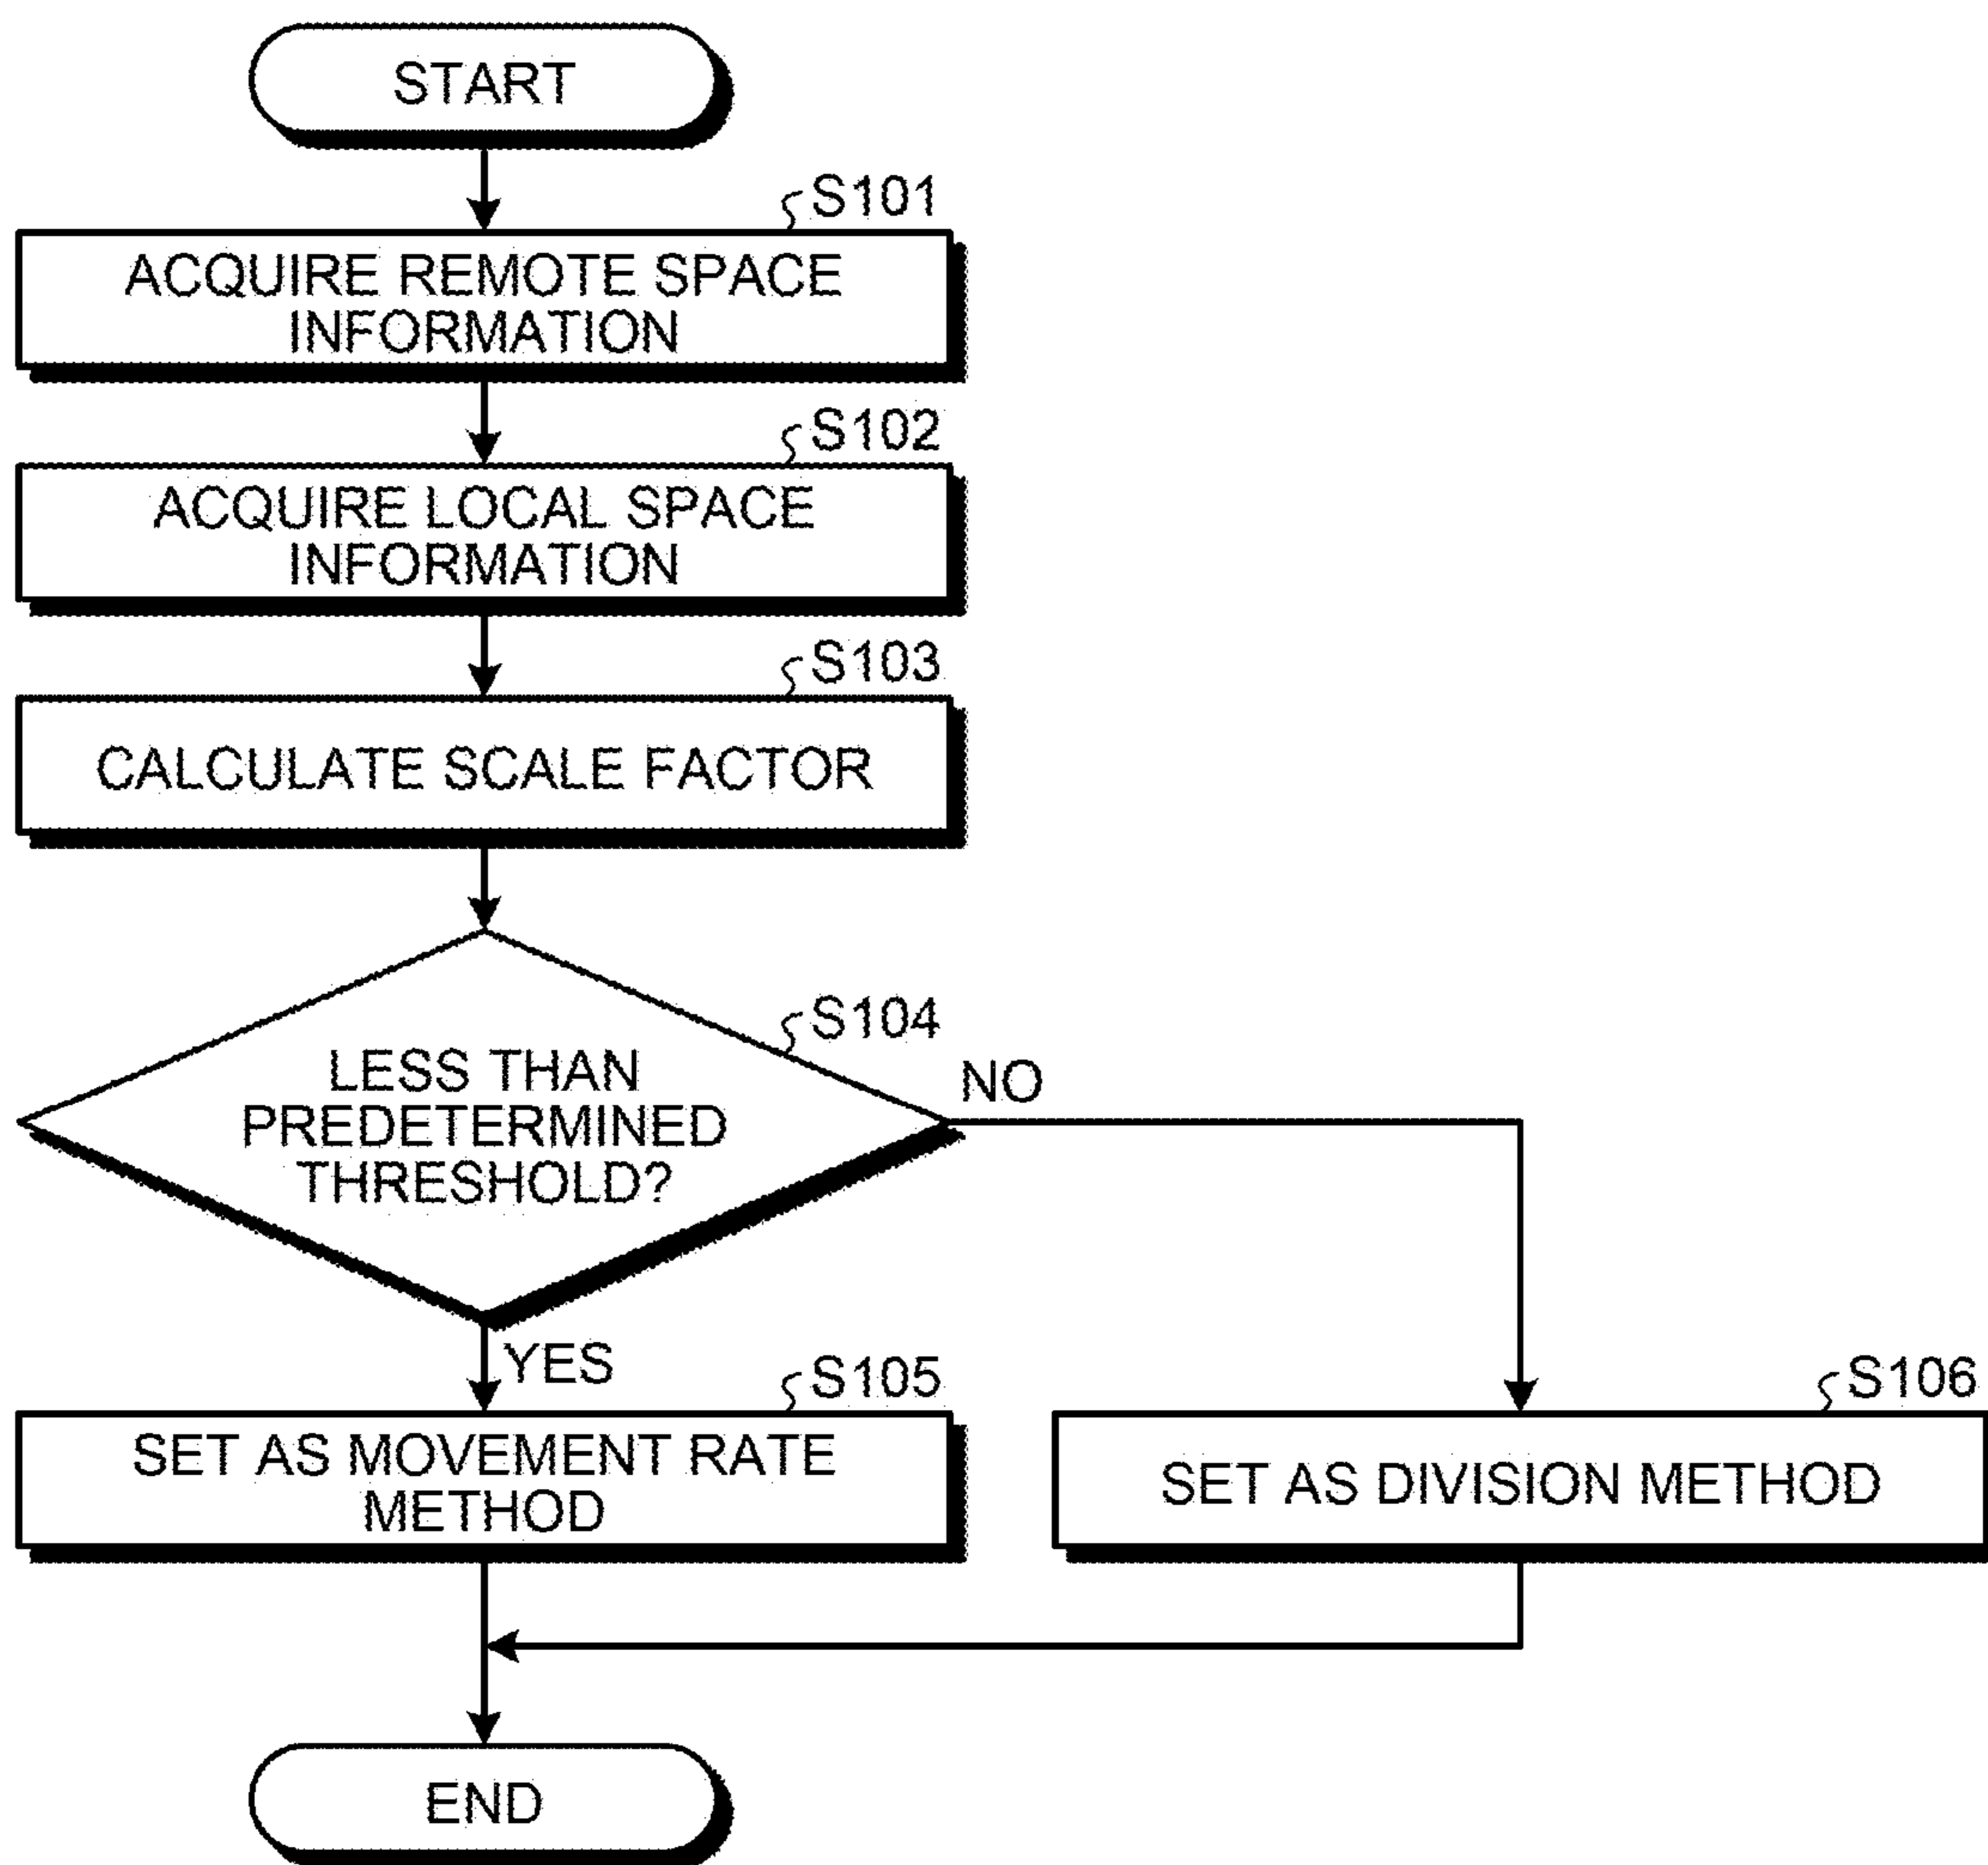 START
S101
ACQUIRE REMOTE SPACE
INFORMATION
S102
ACQUIRE LOCAL SPACE
INFORMATION
S103
CALCULATE SCALE FACTOR
S104
LESS THAN
PREDETERMINED
THRESHOLD?
NO
YES
S105
SET AS MOVEMENT RATE
METHOD
S106
SET AS DIVISION METHOD
END